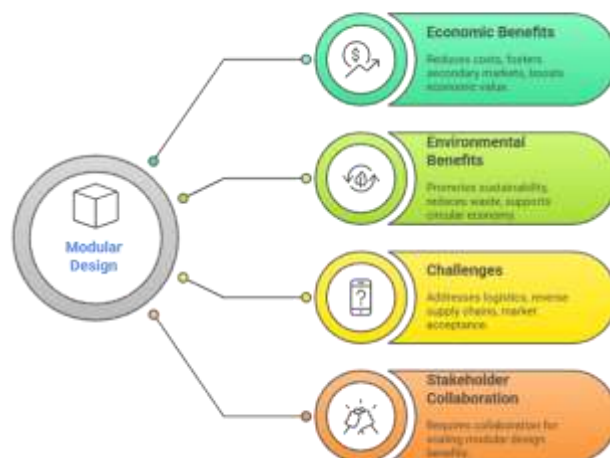 Modular
Design
Economic Benefits
Reduces costs, fosters
secondary markets, boosts
economic value.
Environmental
Benefits
Promotes sustainability,
reduces waste, supports
circular economy.
Challenges
Addresses logistics, reverse
supply chains, market
acceptance.
Stakeholder
Collaboration
Requires collaboration for
scaling modular design
benefits.